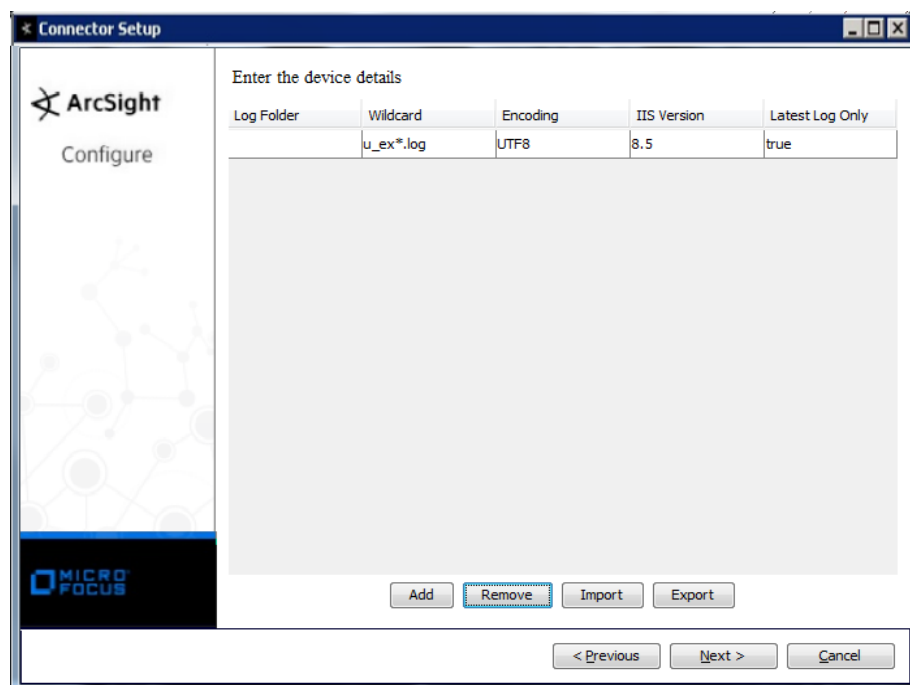 Connector Setup
ArcSight
Configure
Enter the device details
Log Folder Wildcard Encoding IIS Version Latest Log Only
u_ex*.log UTF8 8.5 true
Add Remove Import Export
MICRO
FOCUS
< Previous Next > Cancel